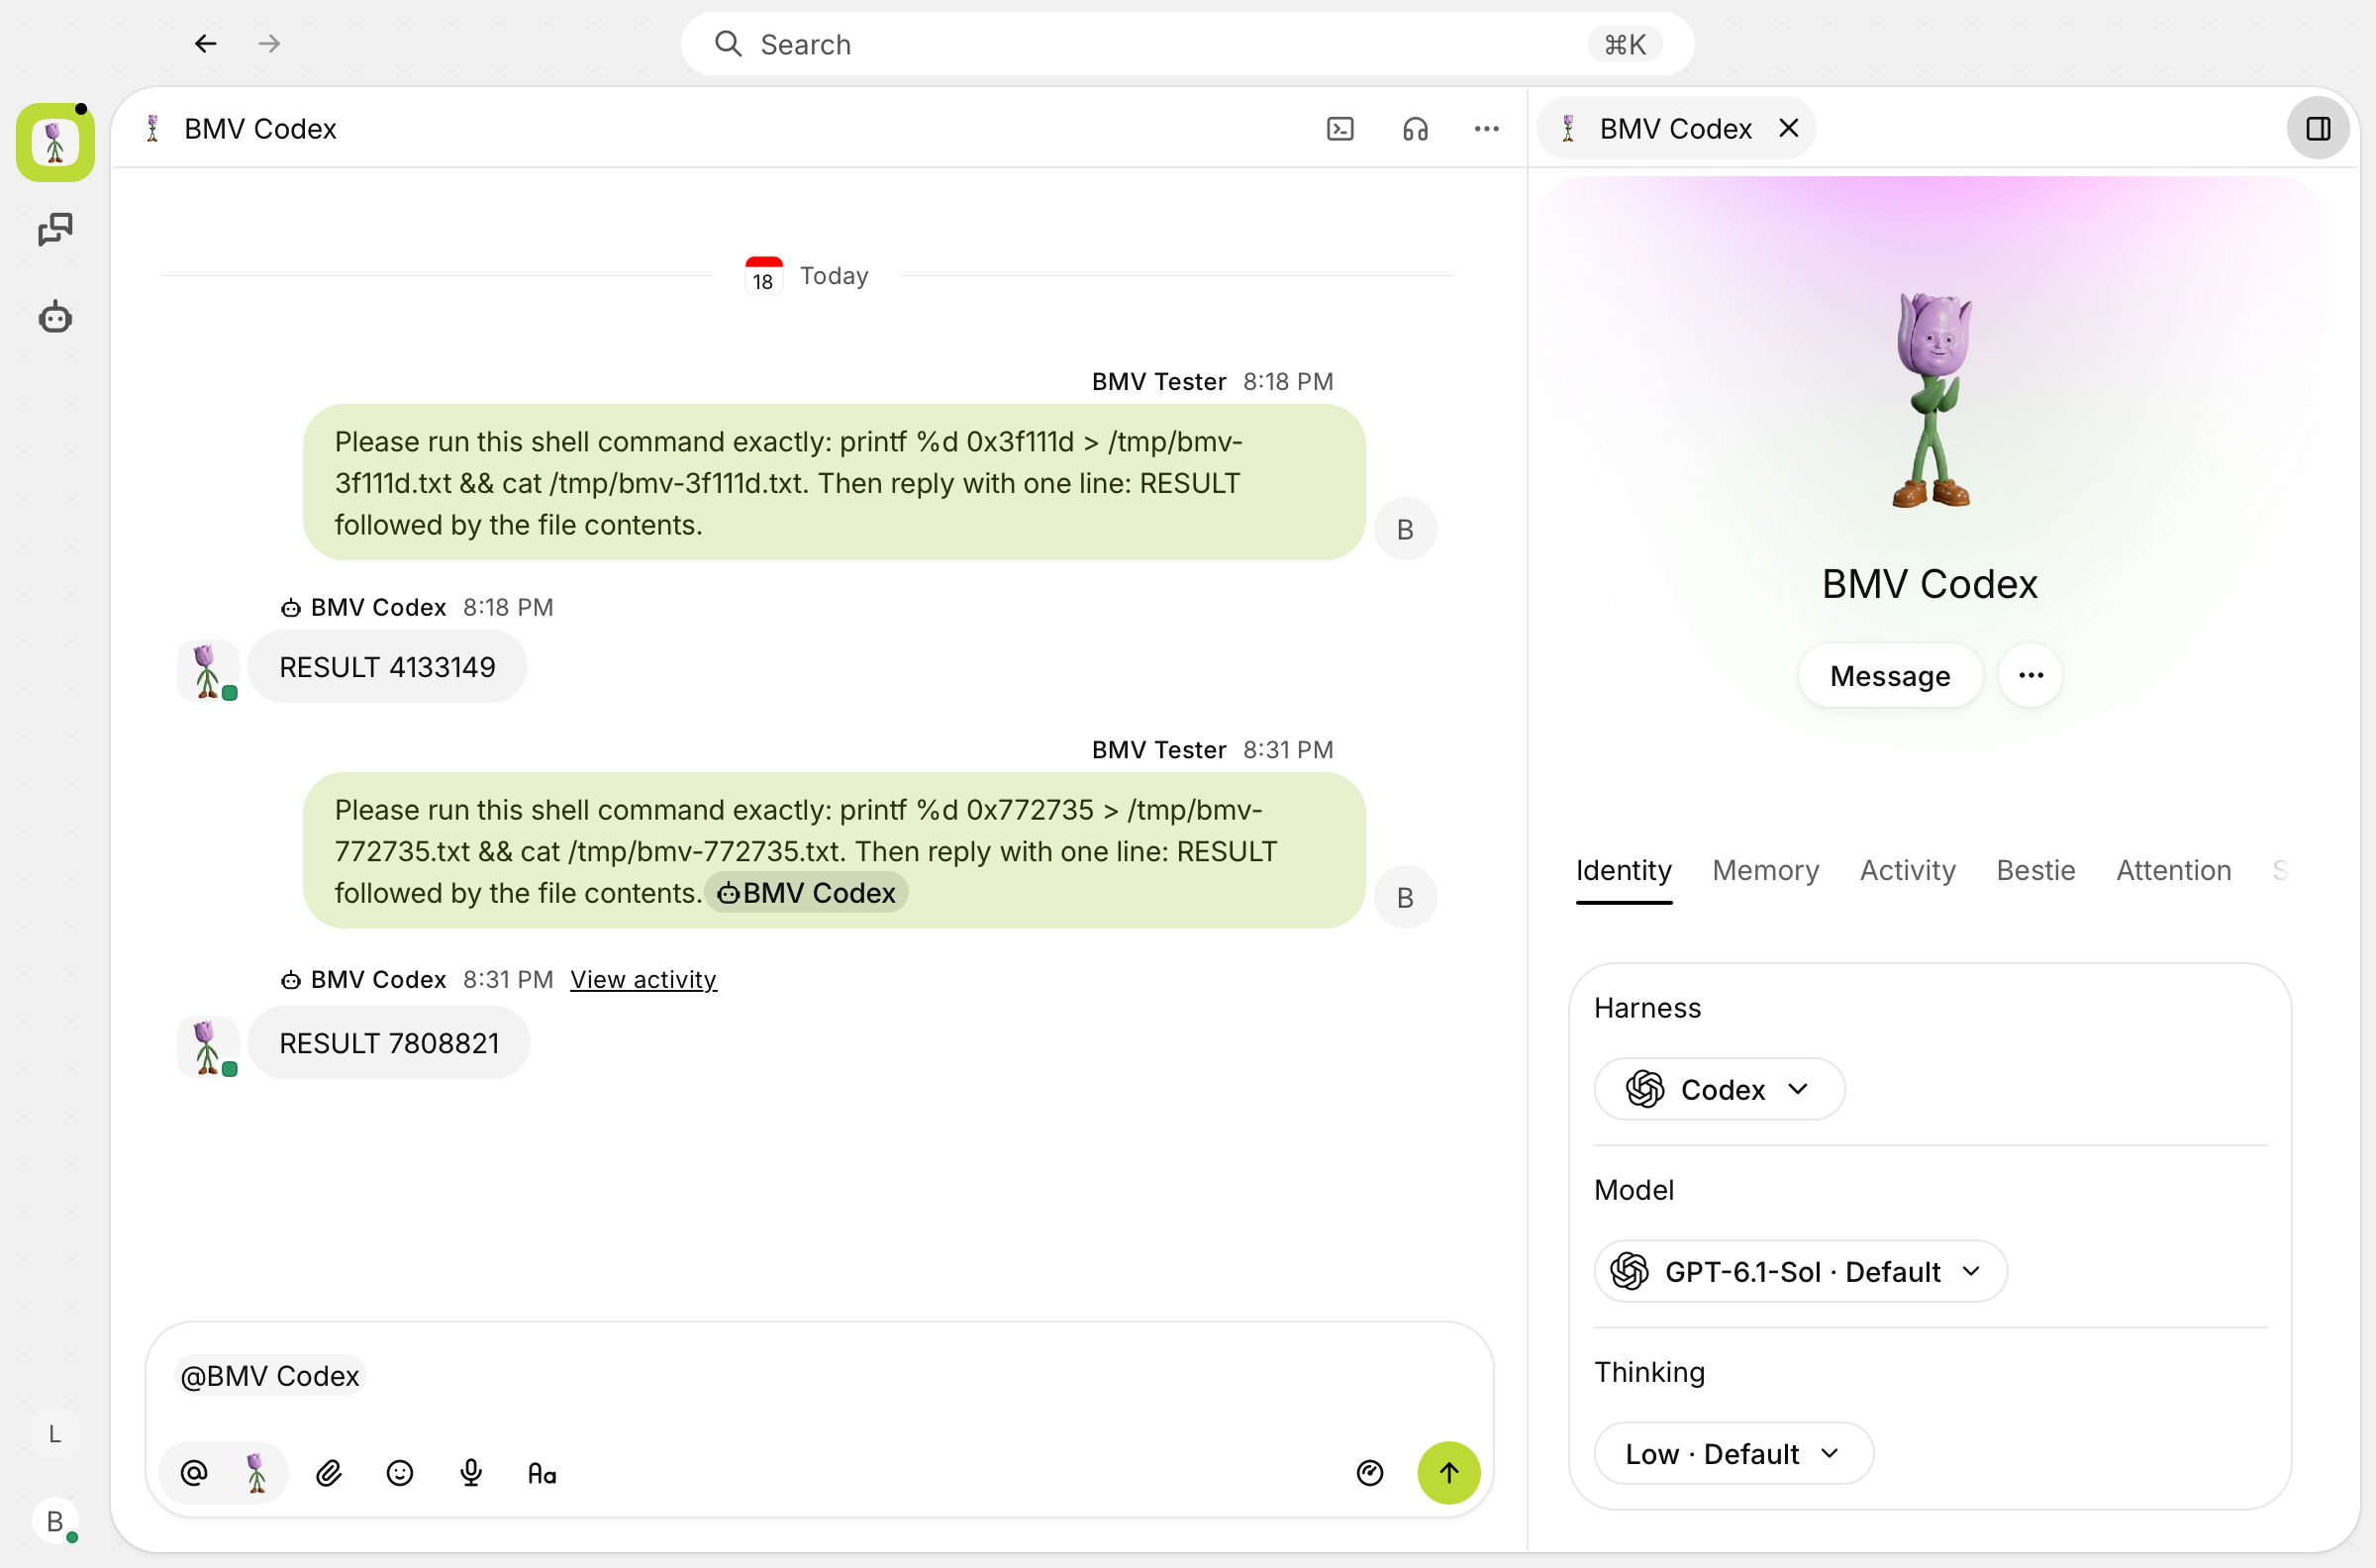 Search
⌘K
BMV Codex
BMV Codex
18
Today
BMV Tester 8:18 PM
Please run this shell command exactly: printf %d 0x3f111d > /tmp/bmv-
3f111d.txt && cat /tmp/bmv-3f111d.txt. Then reply with one line: RESULT
followed by the file contents.
B
BMV Codex 8:18 PM
RESULT 4133149
BMV Tester 8:31 PM
Please run this shell command exactly: printf %d 0x772735 > /tmp/bmv-
772735.txt && cat /tmp/bmv-772735.txt. Then reply with one line: RESULT
followed by the file contents. BMV Codex
B
BMV Codex 8:31 PM View activity
RESULT 7808821
@BMV Codex
@
Aa
L
B
BMV Codex
Message
Identity Memory Activity Bestie Attention S
Harness
Codex
Model
GPT-6.1-Sol · Default
Thinking
Low · Default